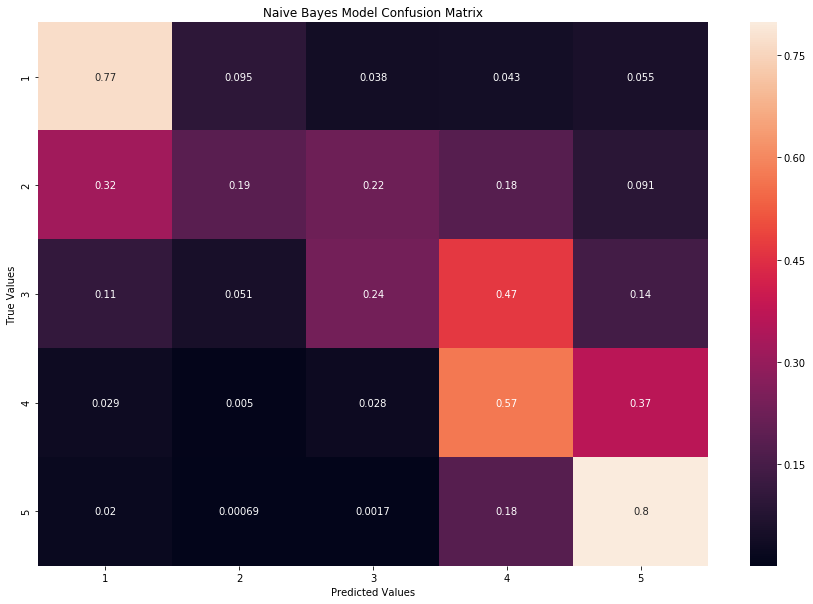 Naive Bayes Model Confusion Matrix
1 0.77 0.095 0.038 0.043 0.055
2 0.32 0.19 0.22 0.18 0.091
3 0.11 0.051 0.24 0.47 0.14
4 0.029 0.005 0.028 0.57 0.37
5 0.02 0.00069 0.0017 0.18 0.8
1 2 3 4 5
True Values
Predicted Values
0.75
0.60
0.45
0.30
0.15